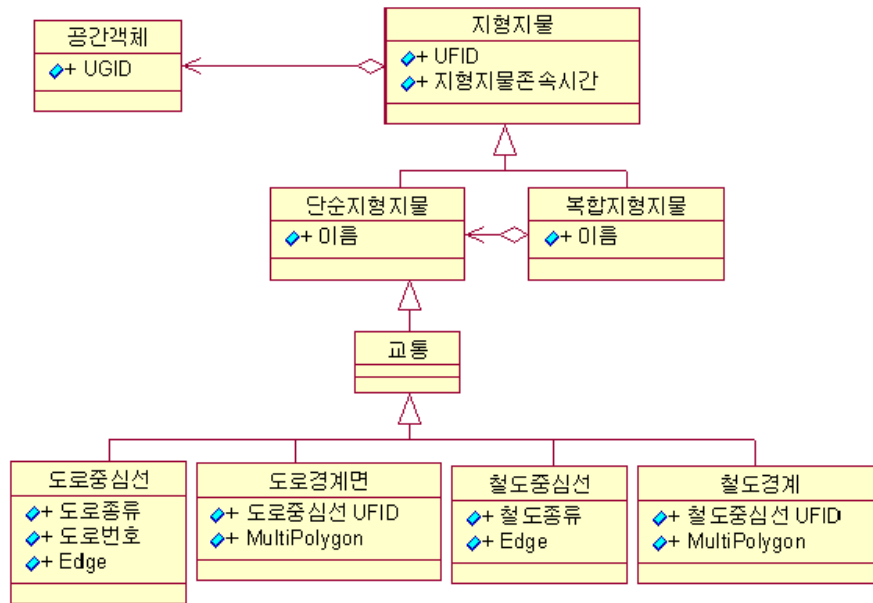 공간객체
+ UGID
지형지물
+ UFID
+ 지형지물존속시간
단순지형지물
+ 이름
복합지형지물
+ 이름
교통
도로중심선
+ 도로종류
+ 도로번호
+ Edge
도로경계면
+ 도로중심선 UFID
+ MultiPolygon
철도중심선
+ 철도종류
+ Edge
철도경계
+ 철도중심선 UFID
+ MultiPolygon